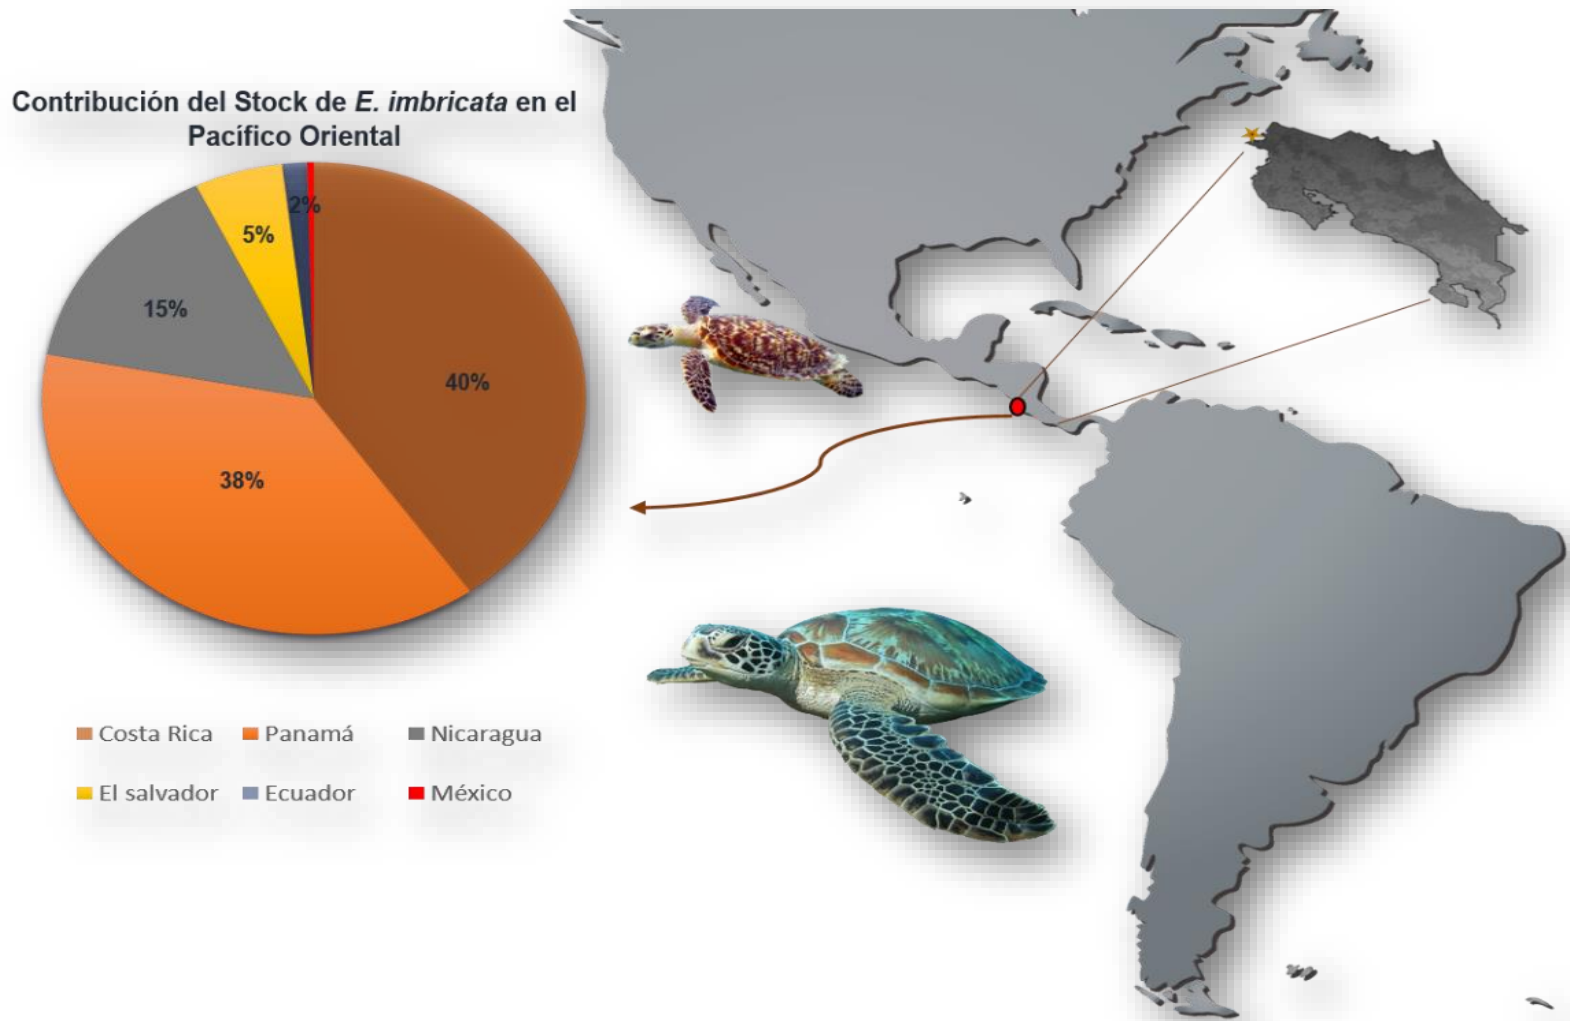 Contribución del Stock de E. imbricata en el
Pacífico Oriental
2%
5%
15%
40%
38%
Costa Rica Panamá Nicaragua
El salvador Ecuador México